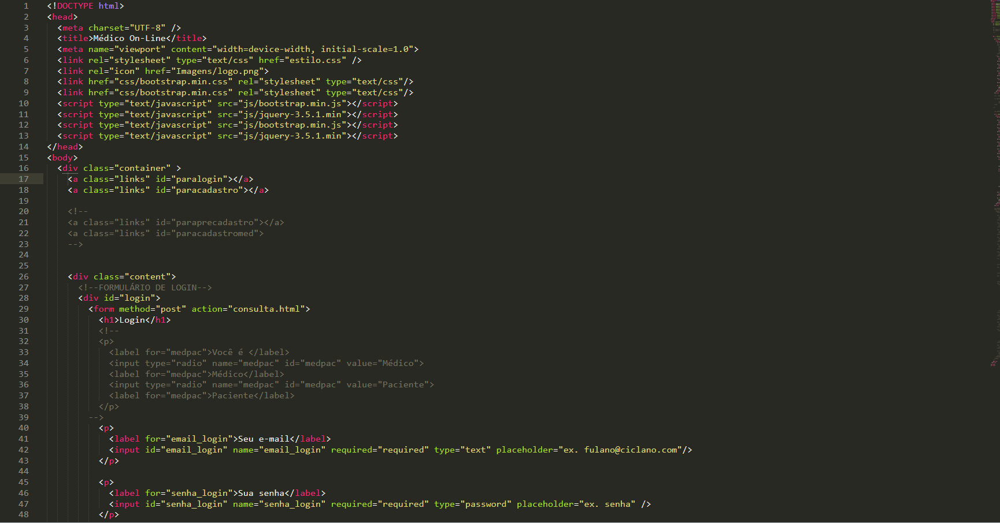 1 <!DOCTYPE html>
2 <head>
3 <meta charset="UTF-8" />
4 <title>Médico On-Line</title>
5 <meta name="viewport" content="width=device-width, initial-scale=1.0">
6 <link rel="stylesheet" type="text/css" href="estilo.css" />
7 <link rel="icon" href="Imagens/logo.png">
8 <link href="css/bootstrap.min.css" rel="stylesheet" type="text/css"/>
9 <link href="css/bootstrap.min.css" rel="stylesheet" type="text/css"/>
10 <script type="text/javascript" src="js/bootstrap.min.js"></script>
11 <script type="text/javascript" src="js/jquery-3.5.1.min"></script>
12 <script type="text/javascript" src="js/bootstrap.min.js"></script>
13 <script type="text/javascript" src="js/jquery-3.5.1.min"></script>
14 </head>
15 <body>
16 <div class="container" >
17 <a class="links" id="paralogin"></a>
18 <a class="links" id="paracadastro"></a>
19
20 <!--
21 <a class="links" id="paraprecadastro"></a>
22 <a class="links" id="paracadastromed">
23 -->
24
25
26 <div class="content">
27 <!--FORMULÁRIO DE LOGIN-->
28 <div id="login">
29 <form method="post" action="consulta.html">
30 <h1>Login</h1>
31 <!--
32 <p>
33 <label for="medpac">Você é </label>
34 <input type="radio" name="medpac" id="medpac" value="Médico">
35 <label for="medpac">Médico</label>
36 <input type="radio" name="medpac" id="medpac" value="Paciente">
37 <label for="medpac">Paciente</label>
38 </p>
39 -->
40 <p>
41 <label for="email_login">Seu e-mail</label>
42 <input id="email_login" name="email_login" required="required" type="text" placeholder="ex. fulano@ciclano.com"/>
43 </p>
44
45 <p>
46 <label for="senha_login">Sua senha</label>
47 <input id="senha_login" name="senha_login" required="required" type="password" placeholder="ex. senha" />
48 </p>